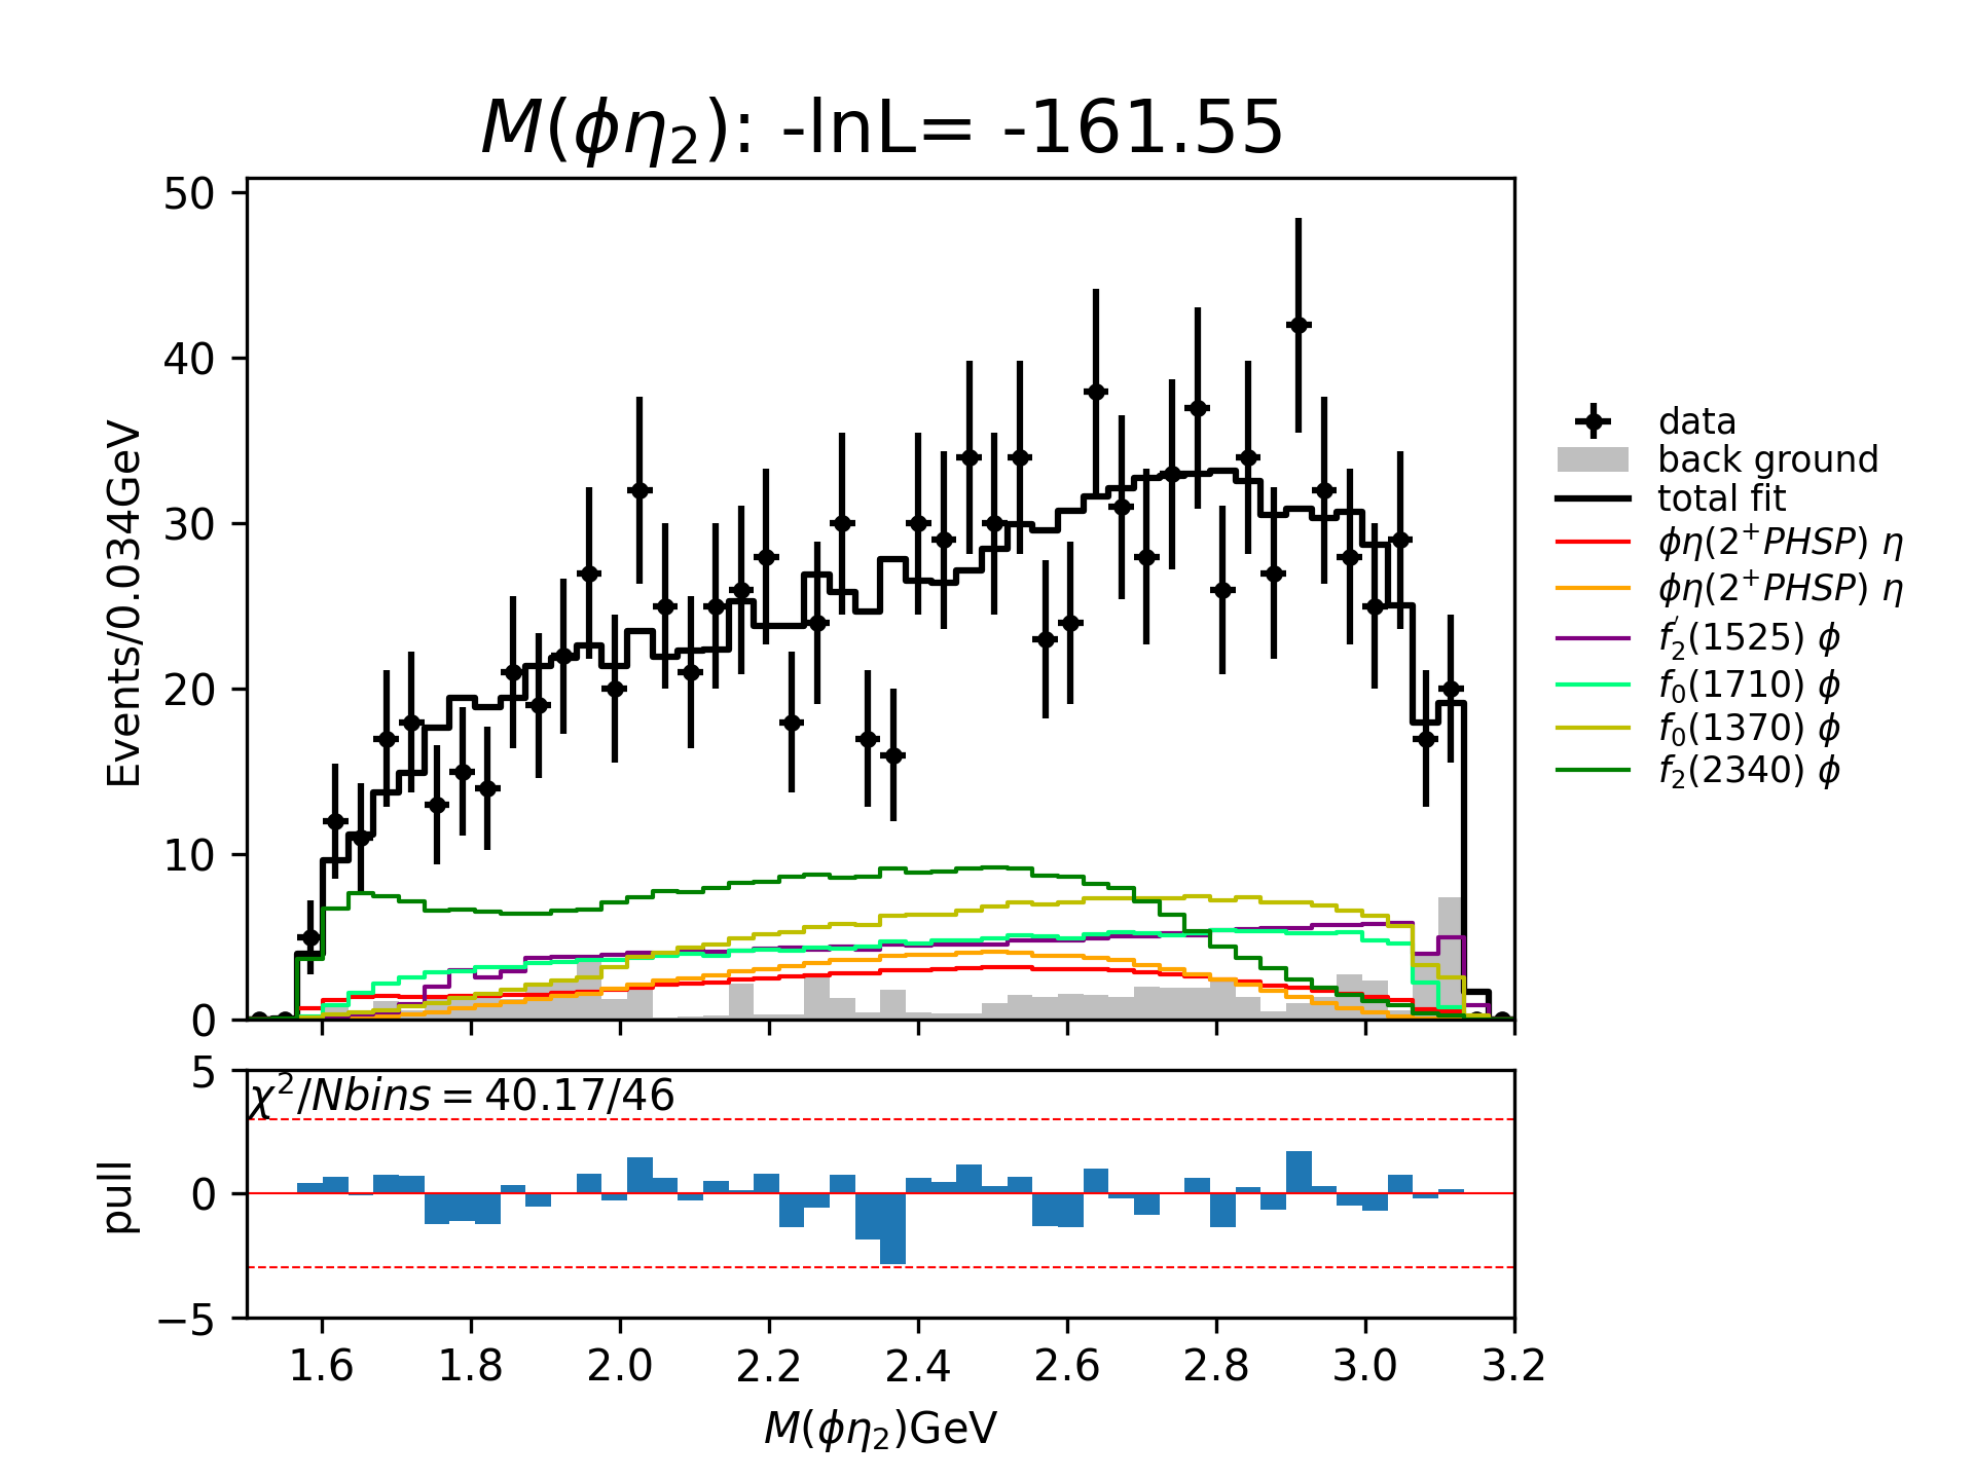 M(ϕη₂): -lnL= -161.55
50
40
30
20
10
0
Events/0.034GeV
data
back ground
total fit
ϕη(2⁺PHSP) η
ϕη(2⁺PHSP) η
f₂′(1525) ϕ
f₀(1710) ϕ
f₀(1370) ϕ
f₂(2340) ϕ
5
0
−5
pull
χ²/Nbins = 40.17/46
1.6 1.8 2.0 2.2 2.4 2.6 2.8 3.0 3.2
M(ϕη₂)GeV